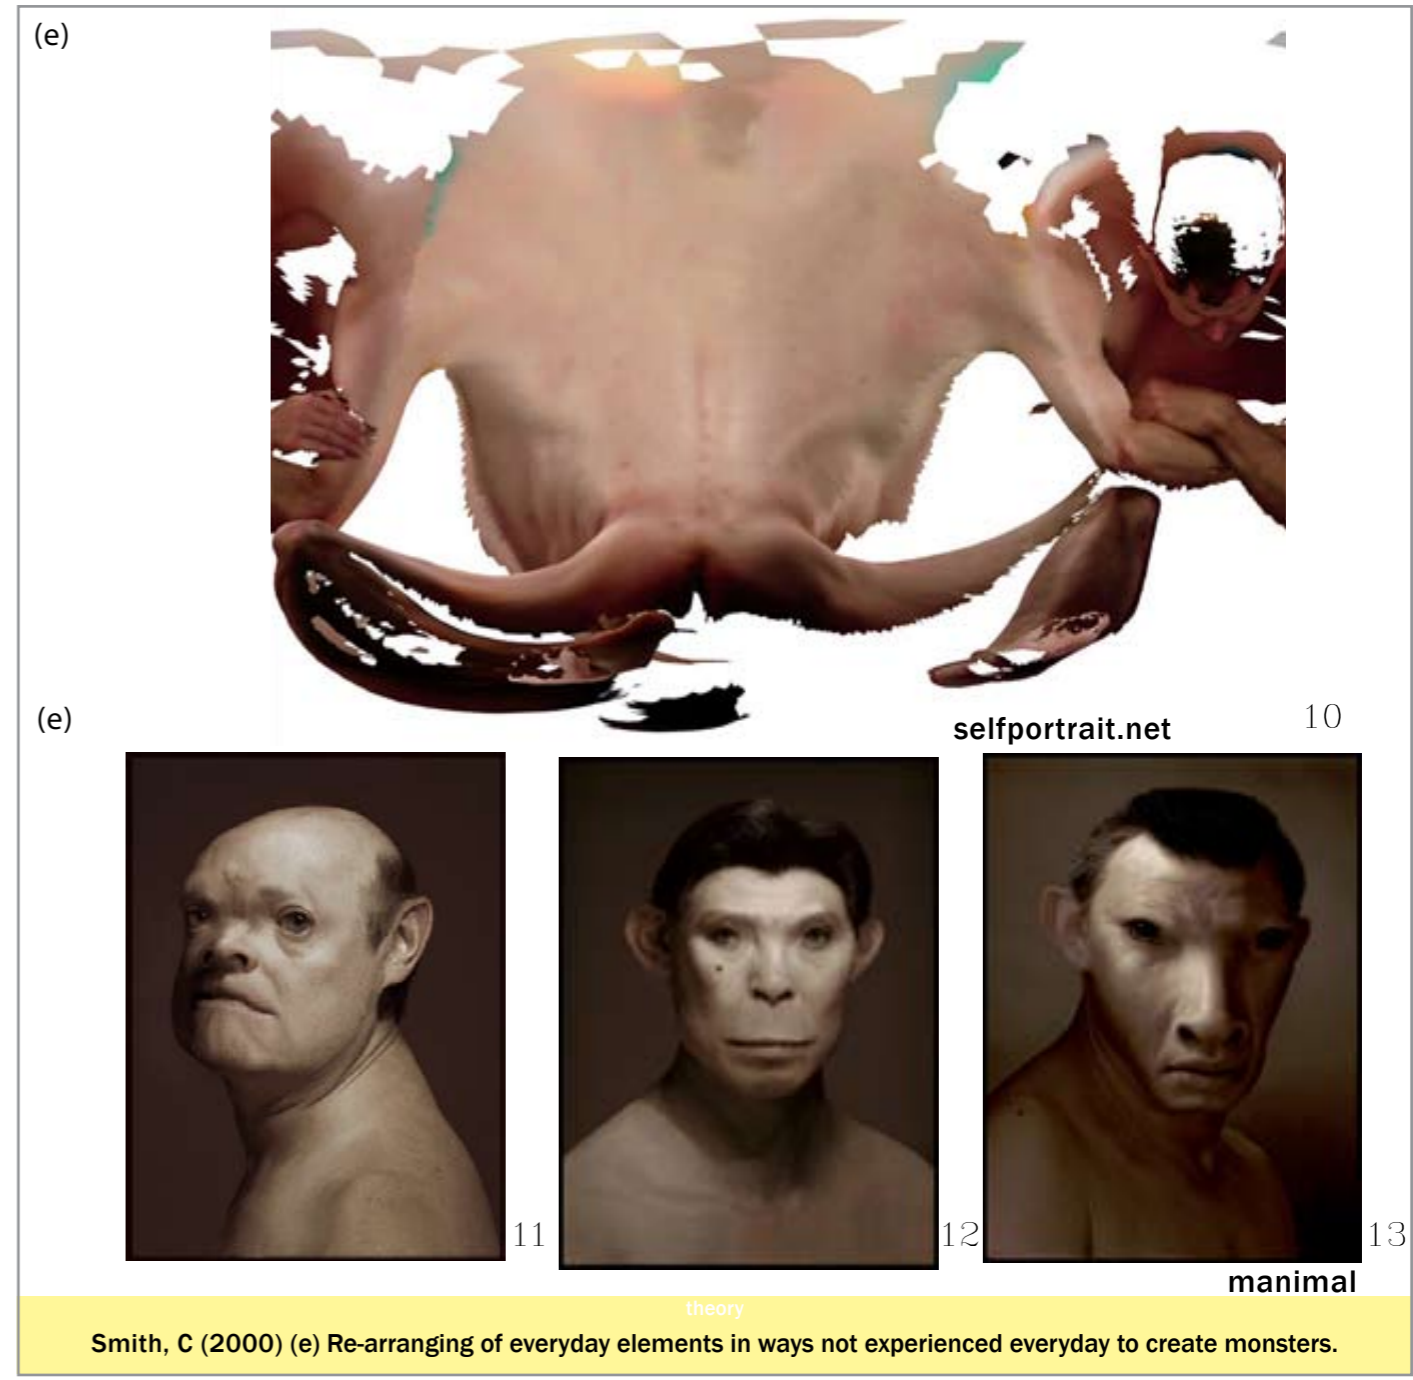 (e)
(e)
selfportrait.net
10
11
12
13
manimal
theory
Smith, C (2000) (e) Re-arranging of everyday elements in ways not experienced everyday to create monsters.